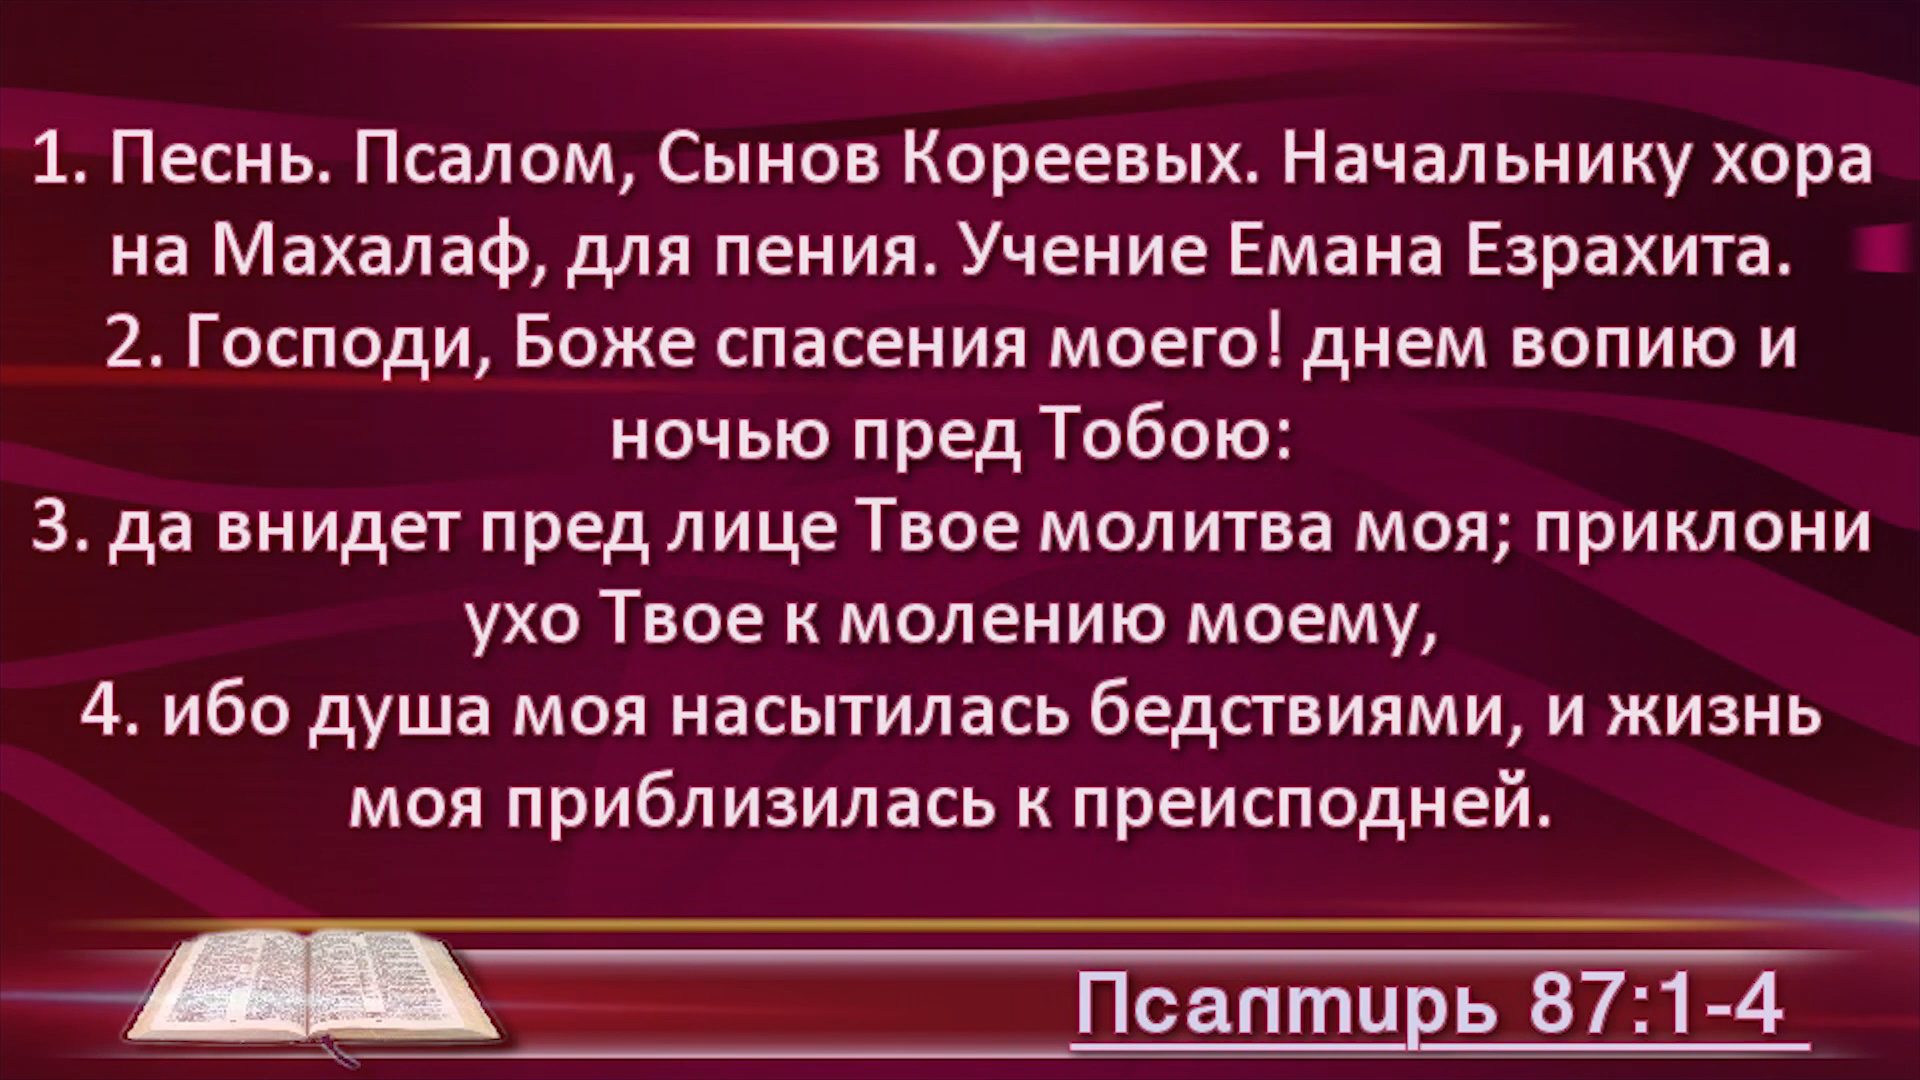 1. Песнь. Псалом, Сынов Кореевых. Начальнику хора
на Махалаф, для пения. Учение Емана Езрахита.
2. Господи, Боже спасения моего! днем вопию и
ночью пред Тобою:
3. да внидет пред лице Твое молитва моя; приклони
ухо Твое к молению моему,
4. ибо душа моя насытилась бедствиями, и жизнь
моя приблизилась к преисподней.
Псалтирь 87:1-4